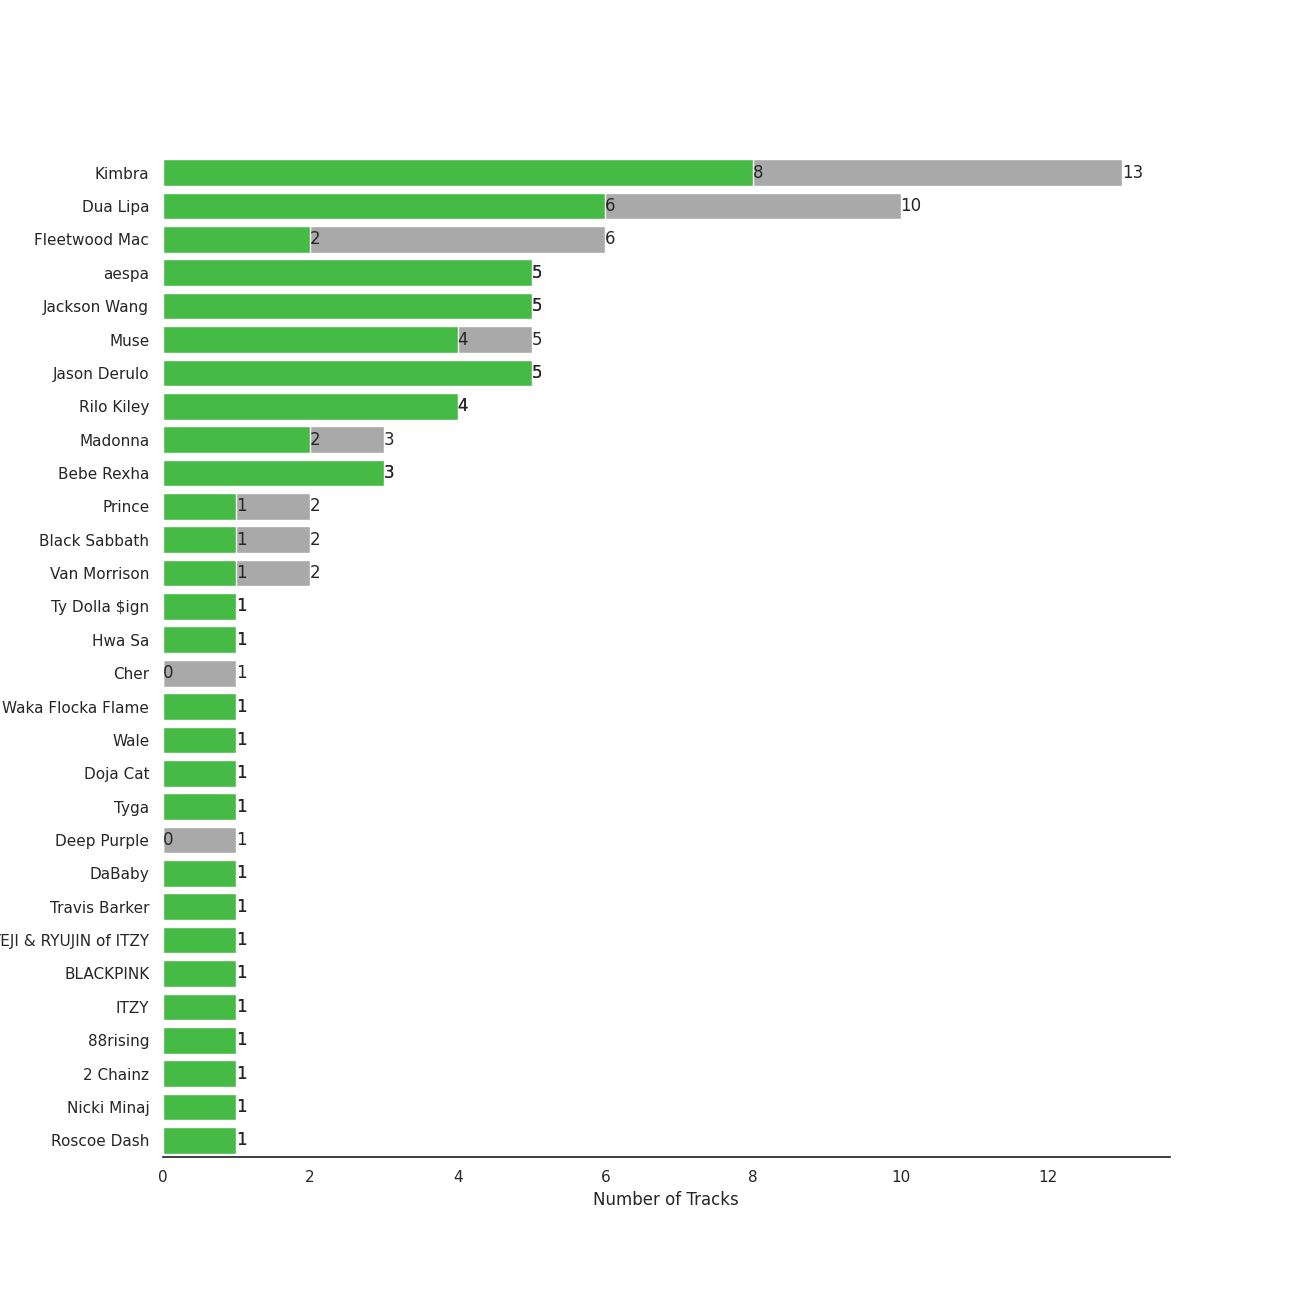 Kimbra 8 13
Dua Lipa 6 10
Fleetwood Mac 2 6
aespa 5
Jackson Wang 5
Muse 4 5
Jason Derulo 5
Rilo Kiley 4
Madonna 2 3
Bebe Rexha 3
Prince 1 2
Black Sabbath 1 2
Van Morrison 1 2
Ty Dolla $ign 1
Hwa Sa 1
Cher 0 1
Waka Flocka Flame 1
Wale 1
Doja Cat 1
Tyga 1
Deep Purple 0 1
DaBaby 1
Travis Barker 1
EJI & RYUJIN of ITZY 1
BLACKPINK 1
ITZY 1
88rising 1
2 Chainz 1
Nicki Minaj 1
Roscoe Dash 1
0 2 4 6 8 10 12
Number of Tracks